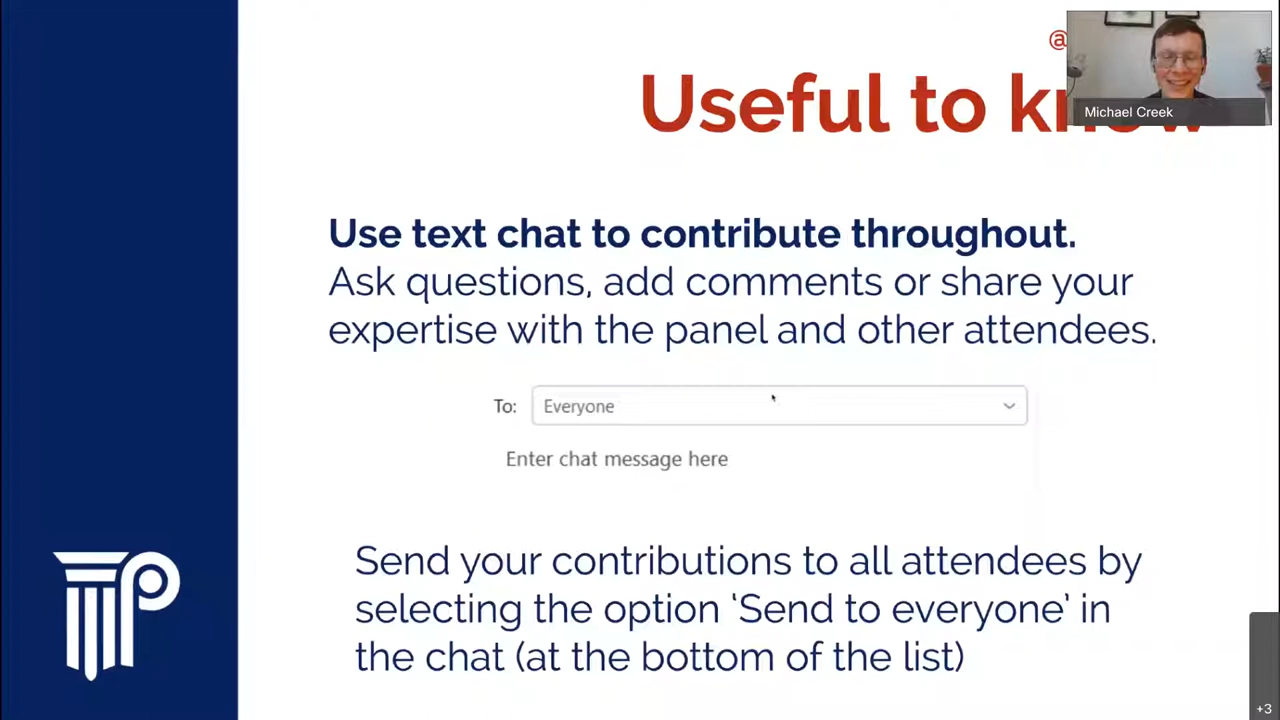 @
Useful to know
Michael Creek
Use text chat to contribute throughout.
Ask questions, add comments or share your
expertise with the panel and other attendees.
To: Everyone
Enter chat message here
Send your contributions to all attendees by
selecting the option ‘Send to everyone’ in
the chat (at the bottom of the list)
+3